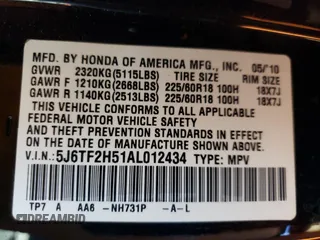 MFD. BY HONDA OF AMERICA MFG., INC. 05/'10
GVWR 2320KG(5115LBS) TIRE SIZE RIM SIZE
GAWR F 1210KG(2668LBS) 225/60R18 100H 18X7J
GAWR R 1140KG(2513LBS) 225/60R18 100H 18X7J
THIS VEHICLE CONFORMS TO ALL APPLICABLE
FEDERAL MOTOR VEHICLE SAFETY AND
THEFT PREVENTION STANDARDS IN EFFECT ON
THE DATE OF MANUFACTURE SHOWN ABOVE.
V.I.N: 5J6TF2H51AL012434 TYPE: MPV
TP7 A AA6 -NH731P -A-L
DREAMBID